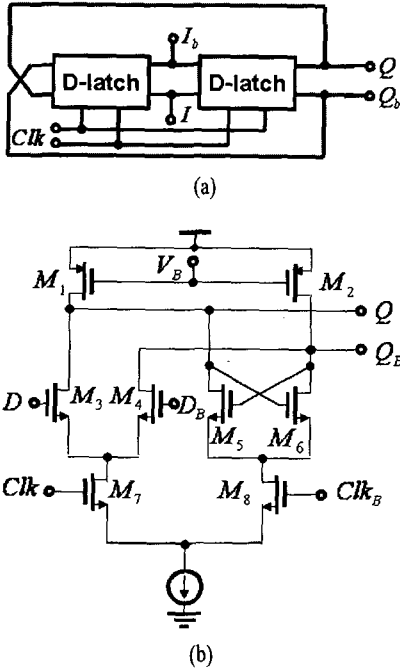 I_b
D-latch D-latch
Q
Q_b
I
Clk
(a)
V_B
M_1 M_2
Q
Q_B
D M_3 M_4 D_B
M_5 M_6
Clk M_7 M_8 Clk_B
(b)